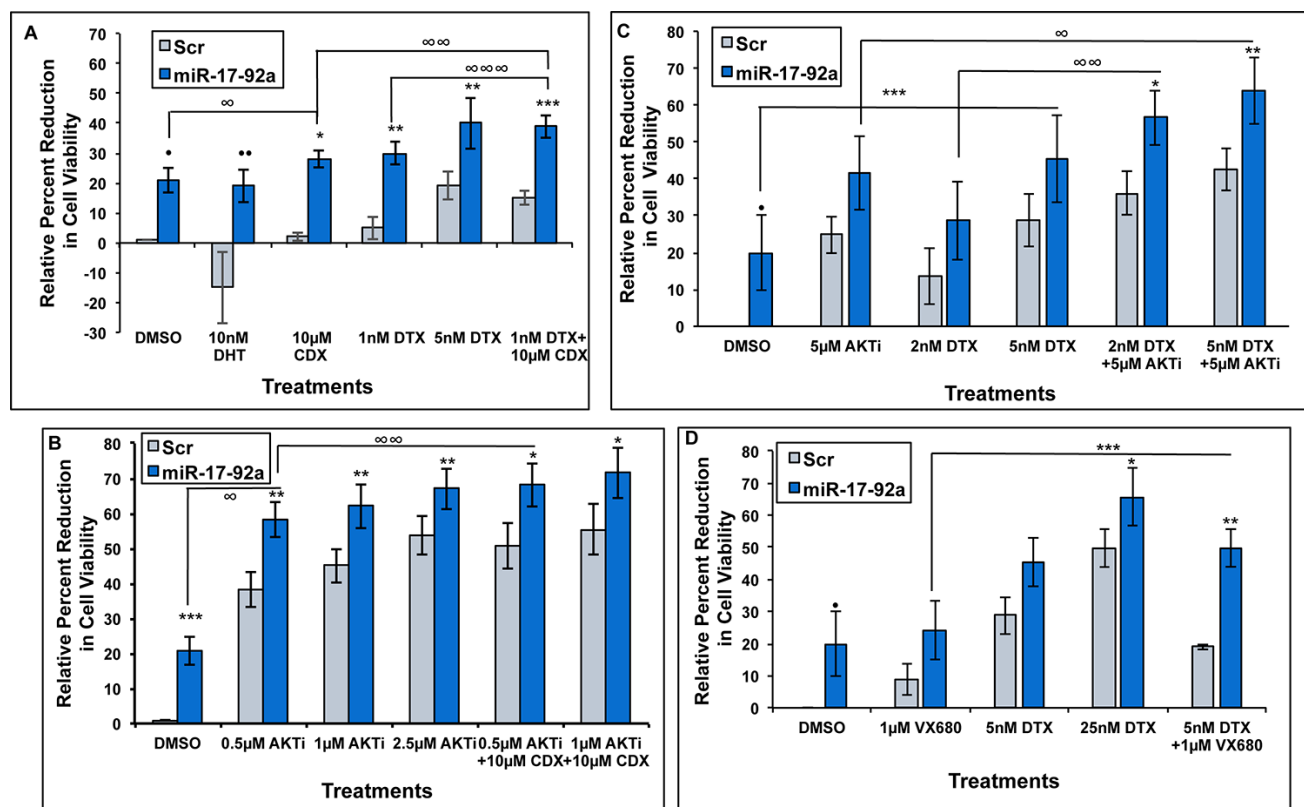 A
Relative Percent Reduction
in Cell Viability
70
60
50
40
30
20
10
0
-10
-20
-30
Scr
miR-17-92a
∞∞
∞∞∞
∞
•
••
*
**
**
***
DMSO
10nM
DHT
10µM
CDX
1nM DTX
5nM DTX
1nM DTX+
10µM CDX
Treatments
B
Relative Percent Reduction
in Cell Viability
80
70
60
50
40
30
20
10
0
Scr
miR-17-92a
∞∞
∞
***
**
**
**
*
*
DMSO
0.5µM AKTi
1µM AKTi
2.5µM AKTi
0.5µM AKTi
+10µM CDX
1µM AKTi
+10µM CDX
Treatments
C
Relative Percent Reduction
in Cell Viability
80
70
60
50
40
30
20
10
0
Scr
miR-17-92a
∞
∞∞
***
•
*
**
DMSO
5µM AKTi
2nM DTX
5nM DTX
2nM DTX
+5µM AKTi
5nM DTX
+5µM AKTi
Treatments
D
Relative Percent Reduction
in Cell Viability
80
70
60
50
40
30
20
10
0
Scr
miR-17-92a
***
•
*
**
DMSO
1µM VX680
5nM DTX
25nM DTX
5nM DTX
+1µM VX680
Treatments